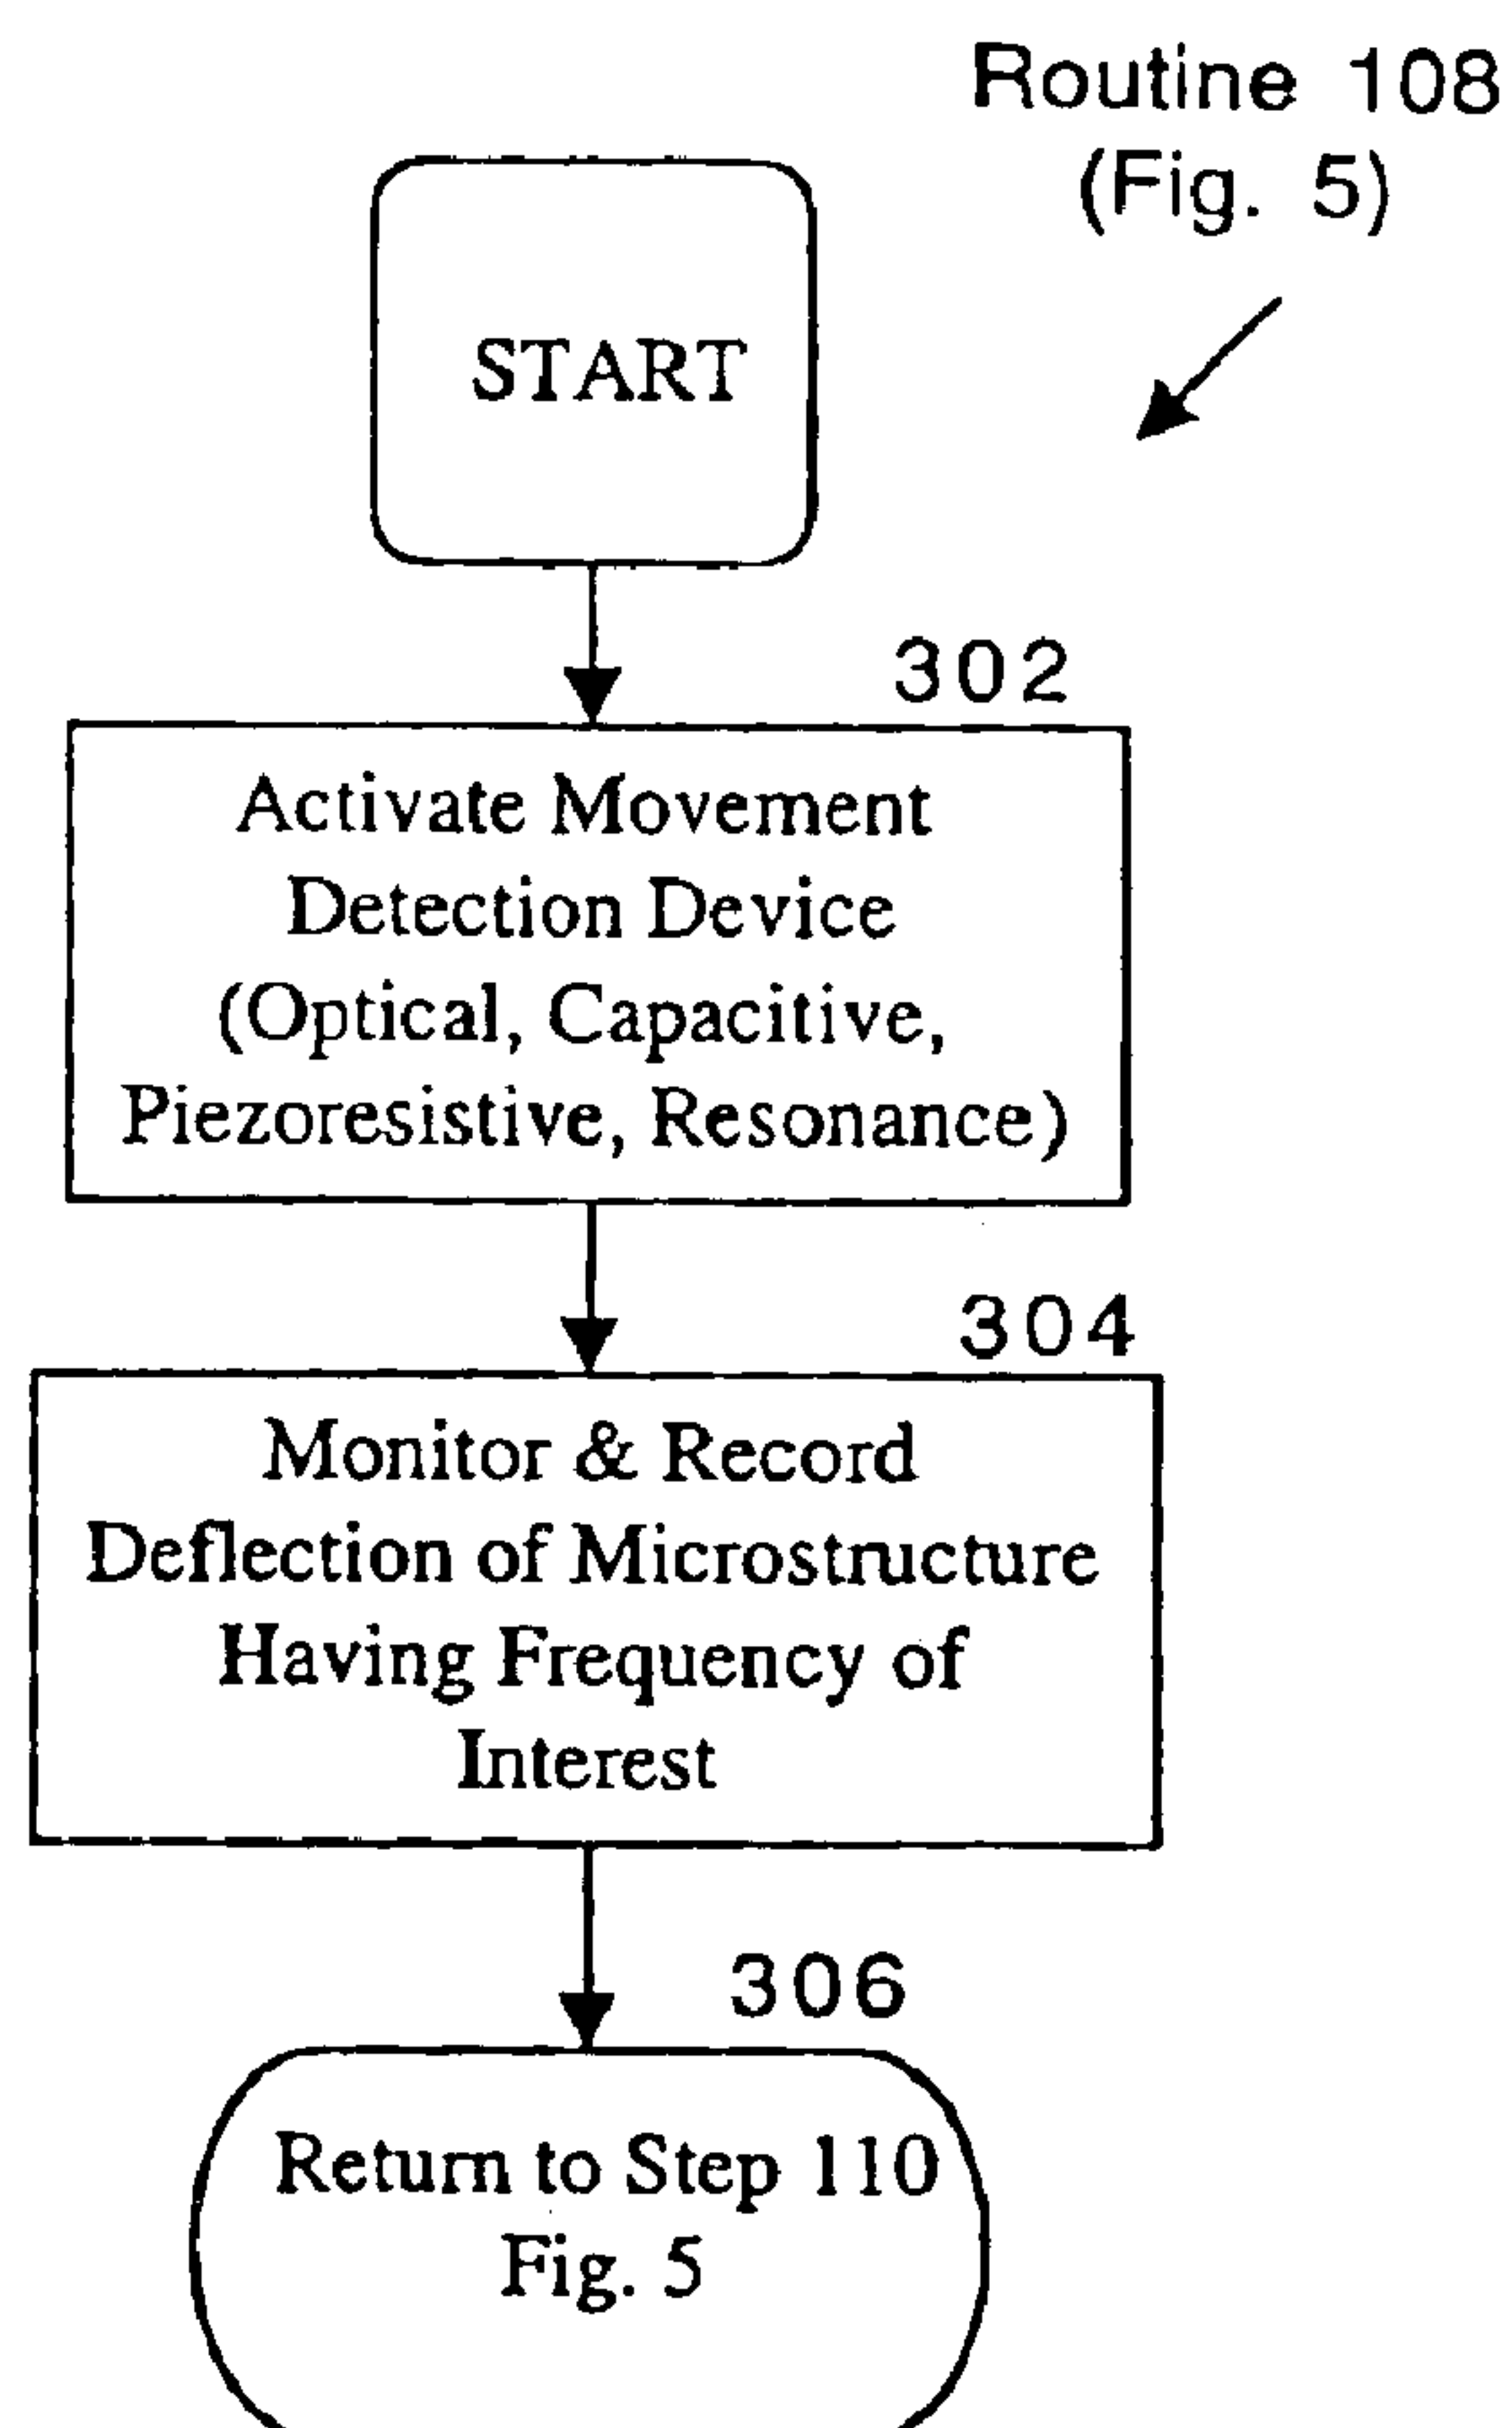 Routine 108
(Fig. 5)
START
302
Activate Movement
Detection Device
(Optical, Capacitive,
Piezoresistive, Resonance)
304
Monitor & Record
Deflection of Microstructure
Having Frequency of
Interest
306
Return to Step 110
Fig. 5